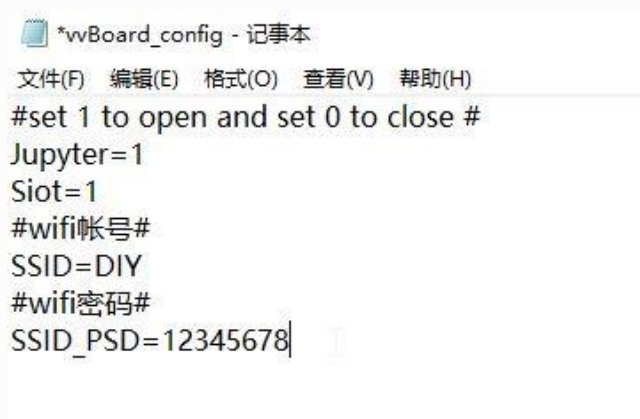 *vvBoard_config - 记事本
文件(F) 编辑(E) 格式(O) 查看(V) 帮助(H)
#set 1 to open and set 0 to close #
Jupyter=1
Siot=1
#wifi帐号#
SSID=DIY
#wifi密码#
SSID_PSD=12345678